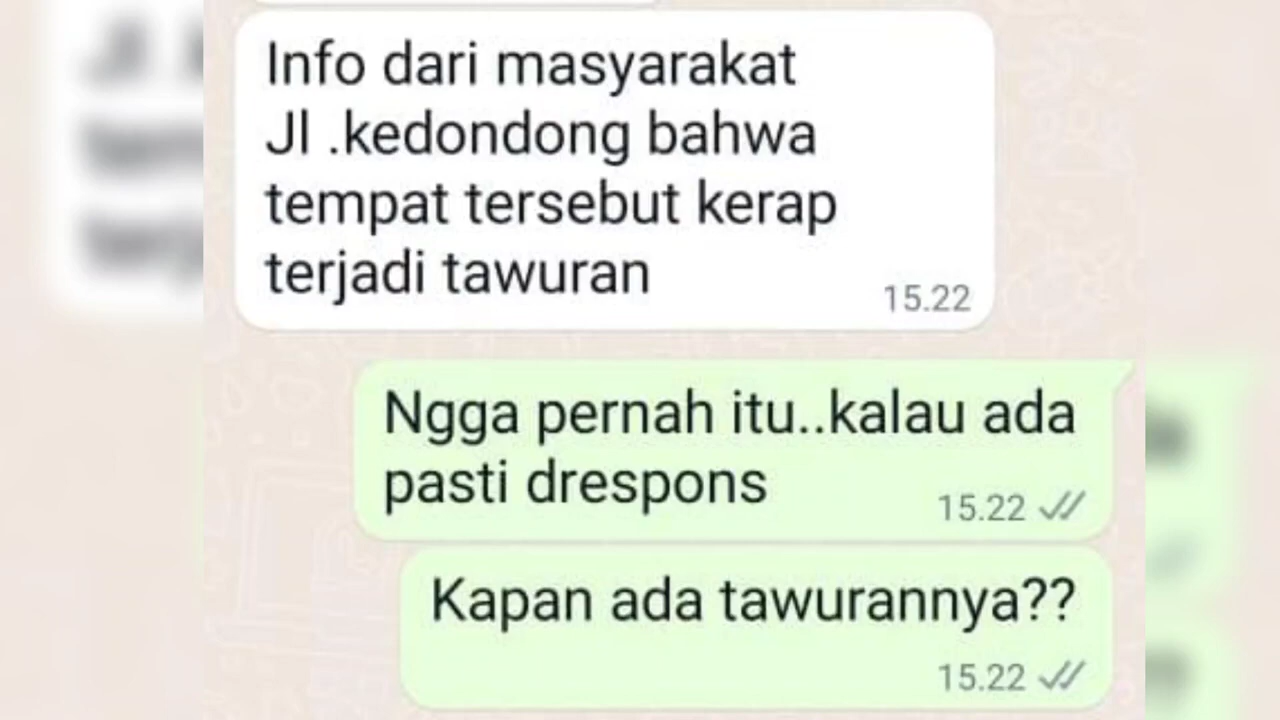 Info dari masyarakat
Jl .kedondong bahwa
tempat tersebut kerap
terjadi tawuran
15.22
Ngga pernah itu..kalau ada
pasti drespons
15.22
Kapan ada tawurannya??
15.22